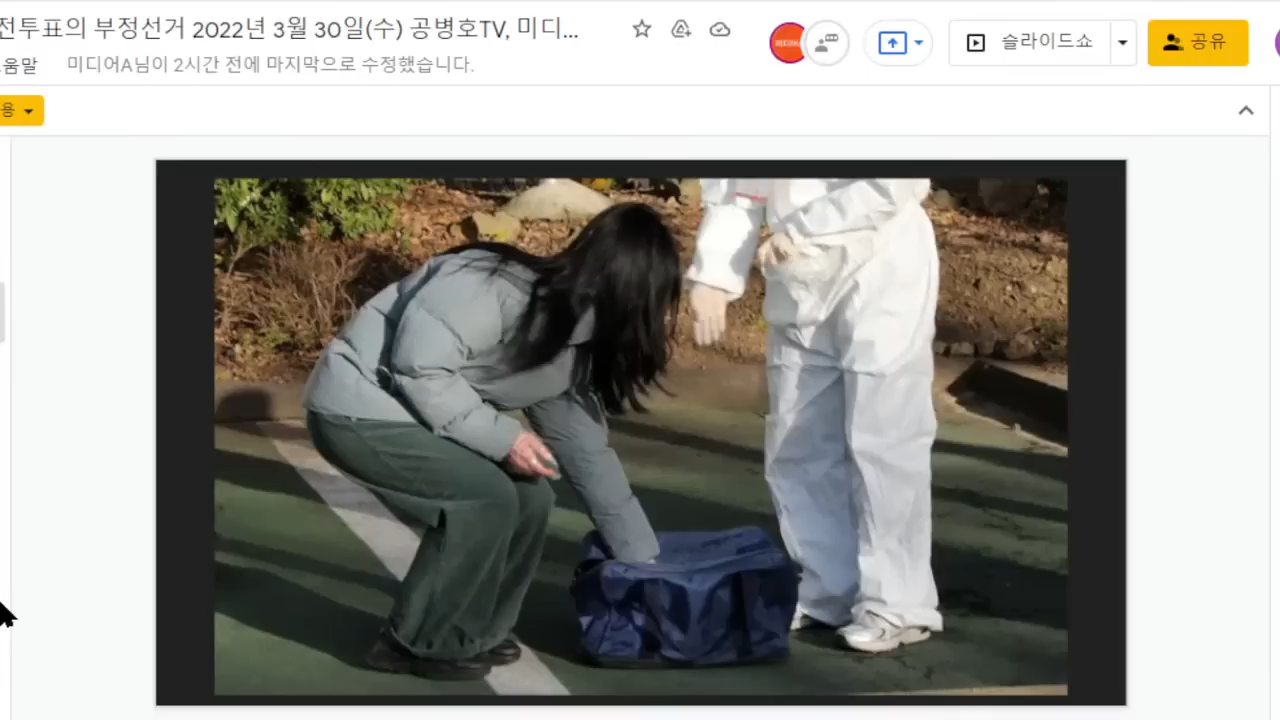 전투표의 부정선거 2022년 3월 30일(수) 공병호TV, 미디...
움말 미디어A님이 2시간 전에 마지막으로 수정했습니다.
슬라이드쇼
공유
용